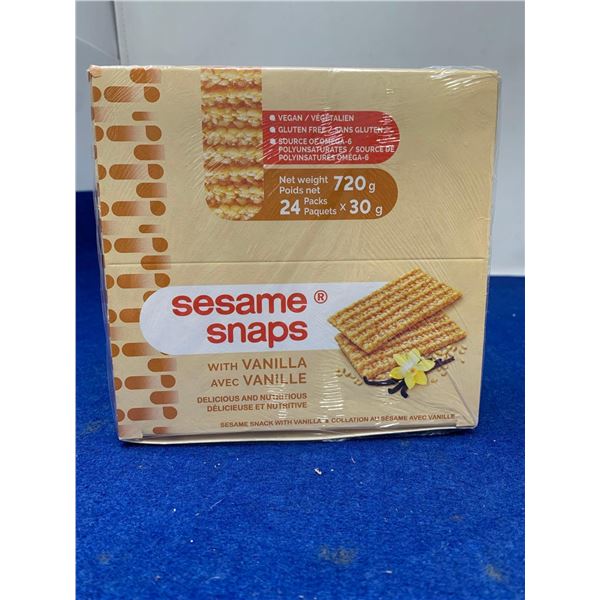 VEGAN / VÉGÉTALIEN
GLUTEN FREE / SANS GLUTEN
SOURCE OF OMEGA-6
POLYUNSATURATES / SOURCE DE
POLYINSATURÉS OMÉGA-6
Net weight 720 g
Poids net
24 Packs x 30 g
Paquets
sesame ®
snaps
WITH VANILLA
AVEC VANILLE
DELICIOUS AND NUTRITIOUS
DÉLICIEUSE ET NUTRITIVE
SESAME SNACK WITH VANILLA & COLLATION AU SÉSAME AVEC VANILLE